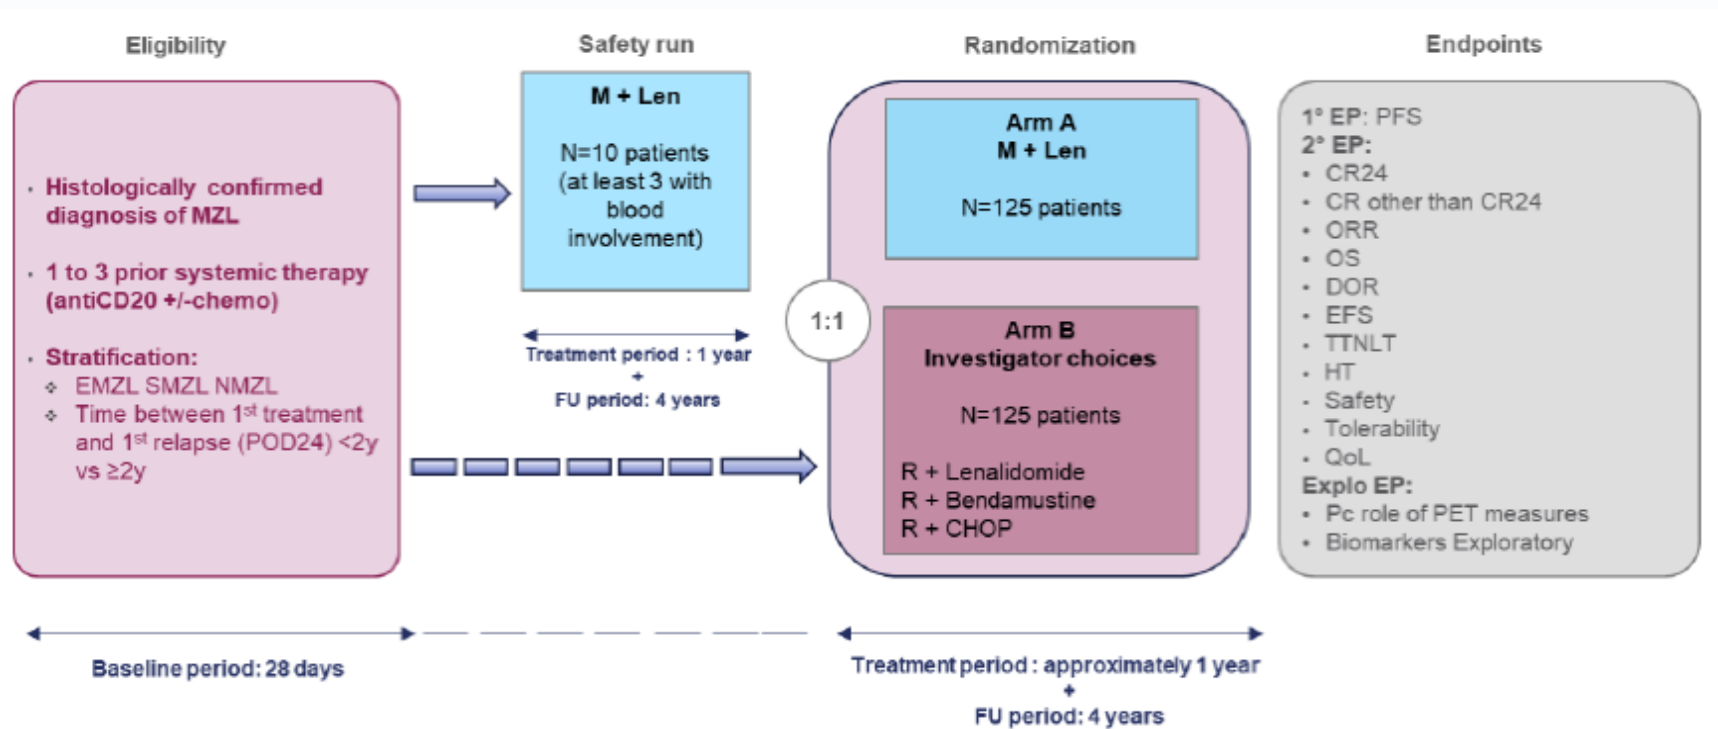 Eligibility
Safety run
Randomization
Endpoints
• Histologically confirmed
diagnosis of MZL
• 1 to 3 prior systemic therapy
(antiCD20 +/-chemo)
• Stratification:
❖ EMZL SMZL NMZL
❖ Time between 1st treatment
and 1st relapse (POD24) <2y
vs ≥2y
M + Len
N=10 patients
(at least 3 with
blood
involvement)
Treatment period : 1 year
+
FU period: 4 years
1:1
Arm A
M + Len
N=125 patients
Arm B
Investigator choices
N=125 patients
R + Lenalidomide
R + Bendamustine
R + CHOP
1° EP: PFS
2° EP:
• CR24
• CR other than CR24
• ORR
• OS
• DOR
• EFS
• TTNLT
• HT
• Safety
• Tolerability
• QoL
Explo EP:
• Pc role of PET measures
• Biomarkers Exploratory
Baseline period: 28 days
Treatment period : approximately 1 year
+
FU period: 4 years